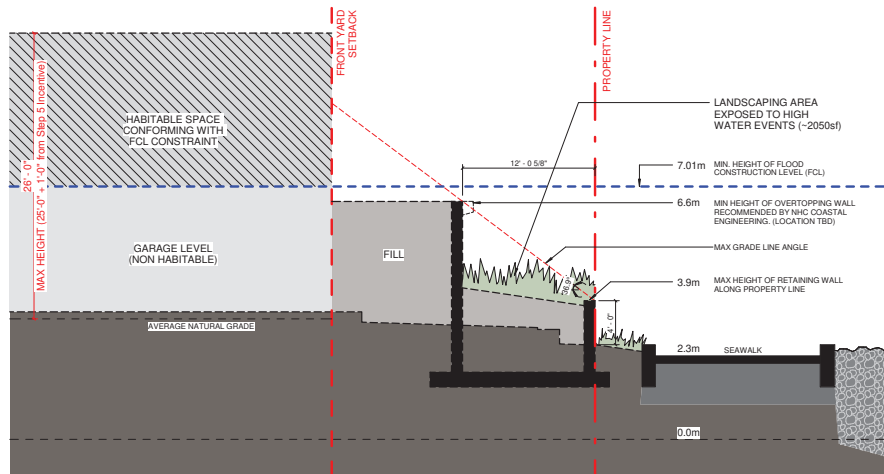 MAX HEIGHT (25'-0" + 1'-0" from Step 5 Incentive)
26' - 0"
HABITABLE SPACE
CONFORMING WITH
FCL CONSTRAINT
GARAGE LEVEL
(NON HABITABLE)
AVERAGE NATURAL GRADE
FRONT YARD
SETBACK
FILL
12' - 0 5/8"
36.9°
4' - 0"
PROPERTY LINE
LANDSCAPING AREA
EXPOSED TO HIGH
WATER EVENTS (~2050sf)
7.01m MIN. HEIGHT OF FLOOD
CONSTRUCTION LEVEL (FCL)
6.6m MIN HEIGHT OF OVERTOPPING WALL
RECOMMENDED BY NHC COASTAL
ENGINEERING. (LOCATION TBD)
MAX GRADE LINE ANGLE
3.9m MAX HEIGHT OF RETAINING WALL
ALONG PROPERTY LINE
2.3m SEAWALK
0.0m